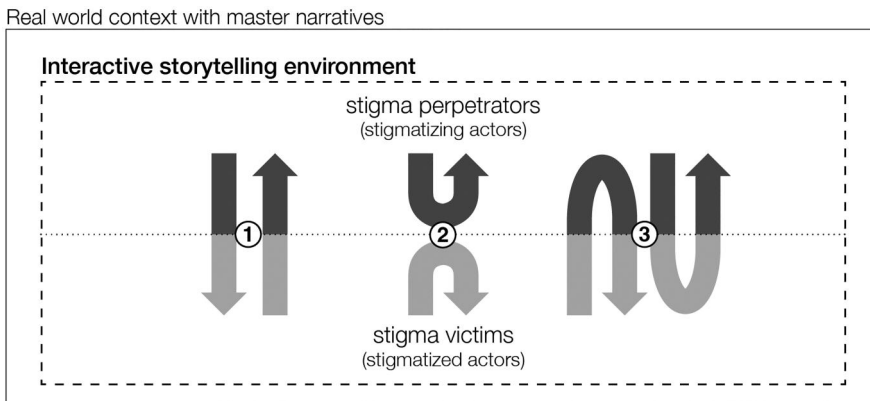 Real world context with master narratives
Interactive storytelling environment
stigma perpetrators
(stigmatizing actors)
1
2
3
stigma victims
(stigmatized actors)